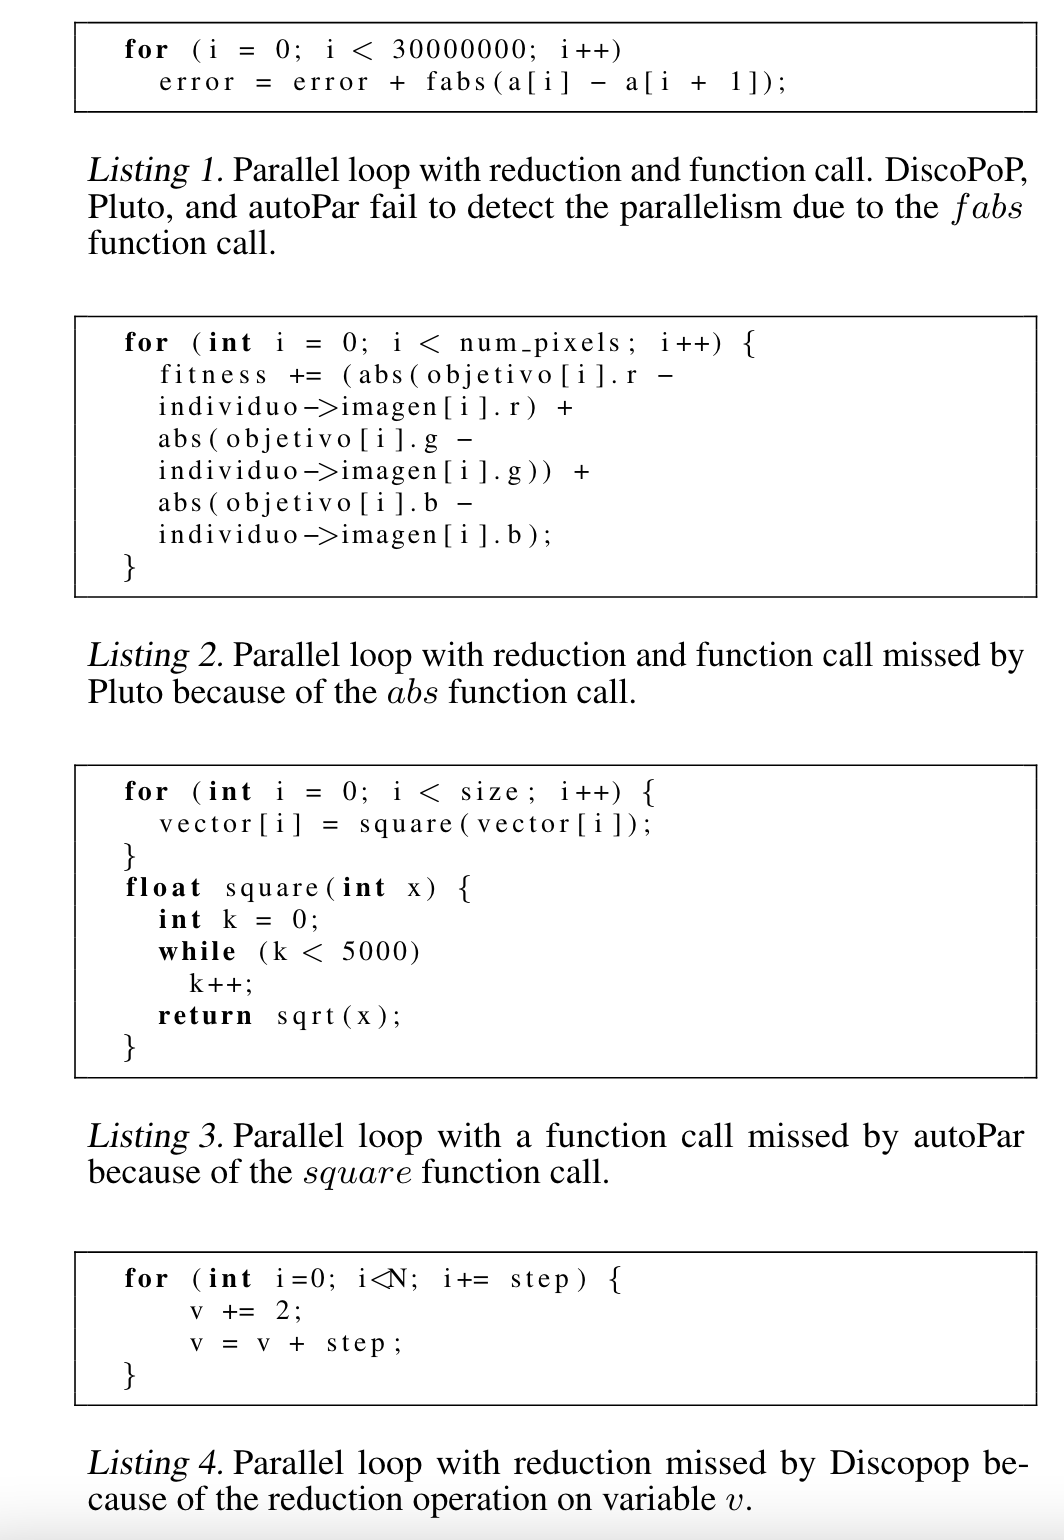 for (i = 0; i < 30000000; i++)
error = error + fabs(a[i] − a[i + 1]);
Listing 1. Parallel loop with reduction and function call. DiscoPoP,
Pluto, and autoPar fail to detect the parallelism due to the fabs
function call.
for (int i = 0; i < num_pixels; i++) {
fitness += (abs(objetivo[i].r −
individuo−>imagen[i].r) +
abs(objetivo[i].g −
individuo−>imagen[i].g)) +
abs(objetivo[i].b −
individuo−>imagen[i].b);
}
Listing 2. Parallel loop with reduction and function call missed by
Pluto because of the abs function call.
for (int i = 0; i < size; i++) {
vector[i] = square(vector[i]);
}
float square(int x) {
int k = 0;
while (k < 5000)
k++;
return sqrt(x);
}
Listing 3. Parallel loop with a function call missed by autoPar
because of the square function call.
for (int i=0; i<N; i+= step) {
v += 2;
v = v + step;
}
Listing 4. Parallel loop with reduction missed by Discopop be-
cause of the reduction operation on variable v.